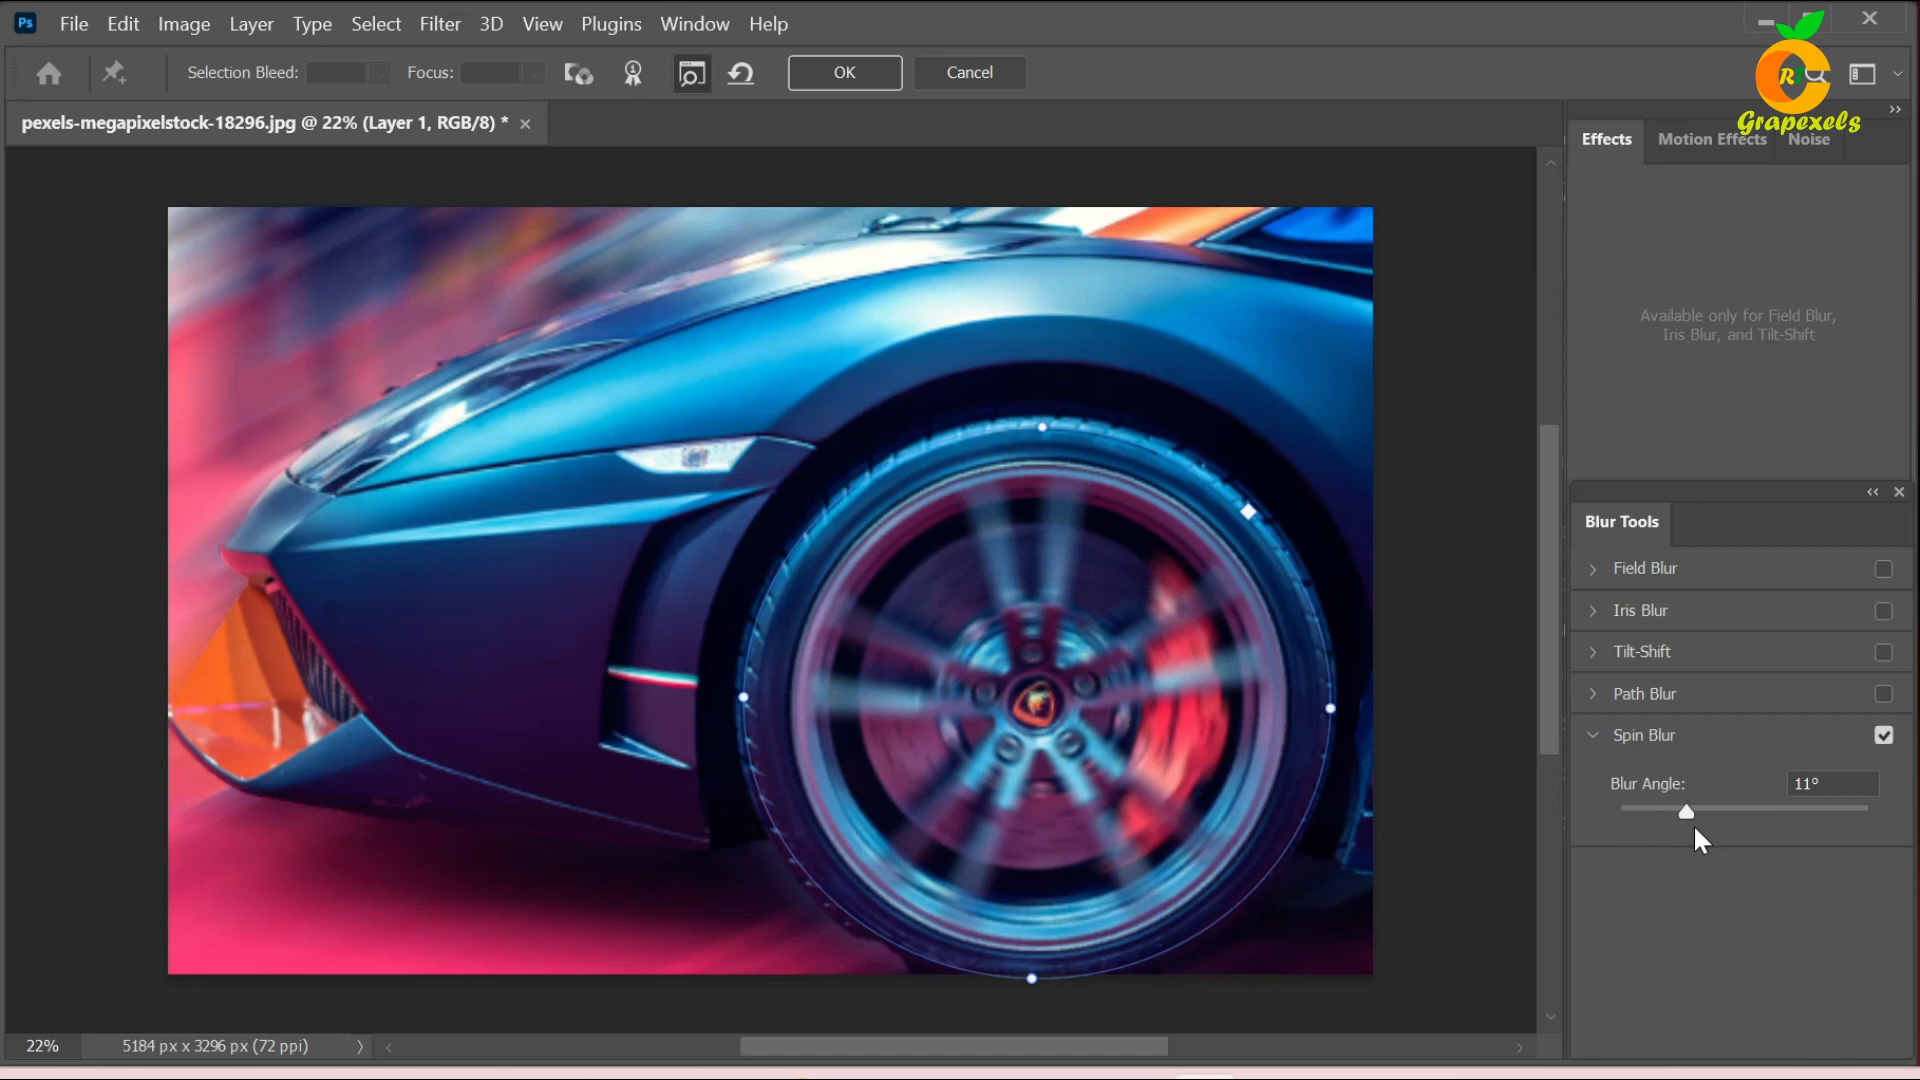 Ps File Edit Image Layer Type Select Filter 3D View Plugins Window Help
Selection Bleed: Focus: OK Cancel
Grapexels
pexels-megapixelstock-18296.jpg @ 22% (Layer 1, RGB/8) *
Effects Motion Effects Noise
Available only for Field Blur,
Iris Blur, and Tilt-Shift
Blur Tools
Field Blur
Iris Blur
Tilt-Shift
Path Blur
Spin Blur
Blur Angle: 11°
22% 5184 px x 3296 px (72 ppi)